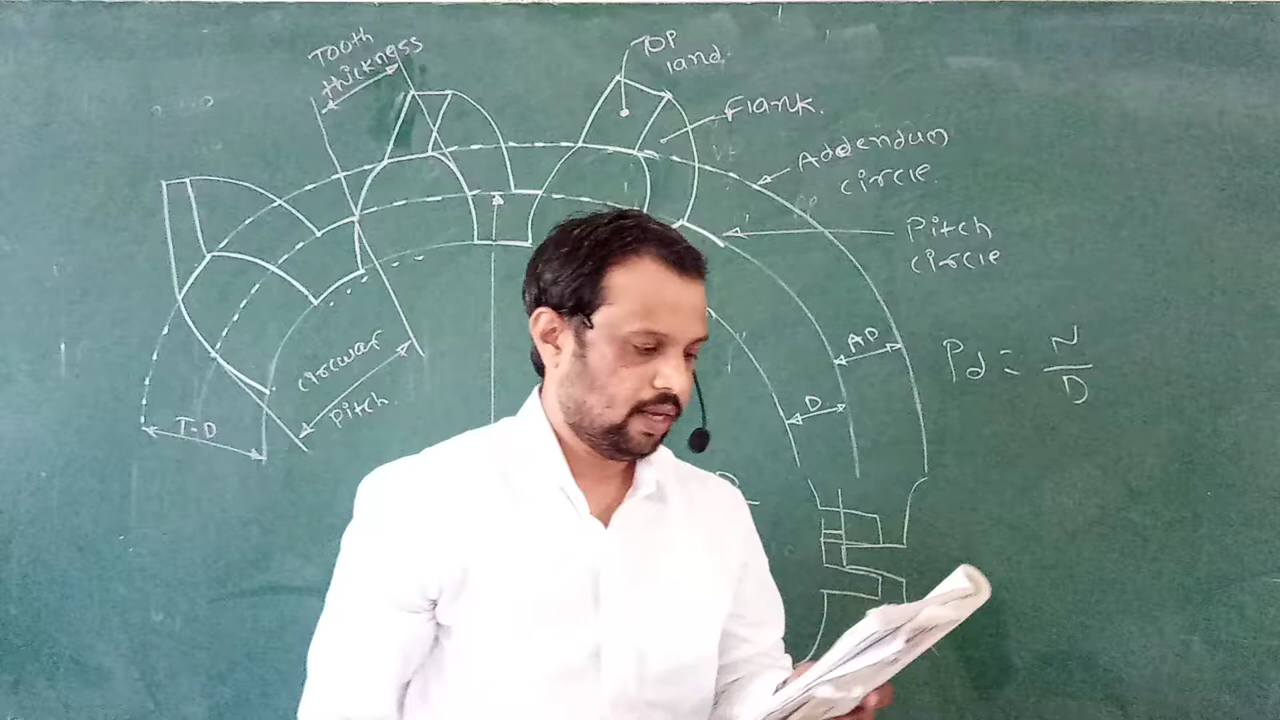 Tooth
thickness
TOP
land.
Flank.
Addendum
circle.
Pitch
circle
AD
Pd = N/D
D
circular
Pitch.
T-D